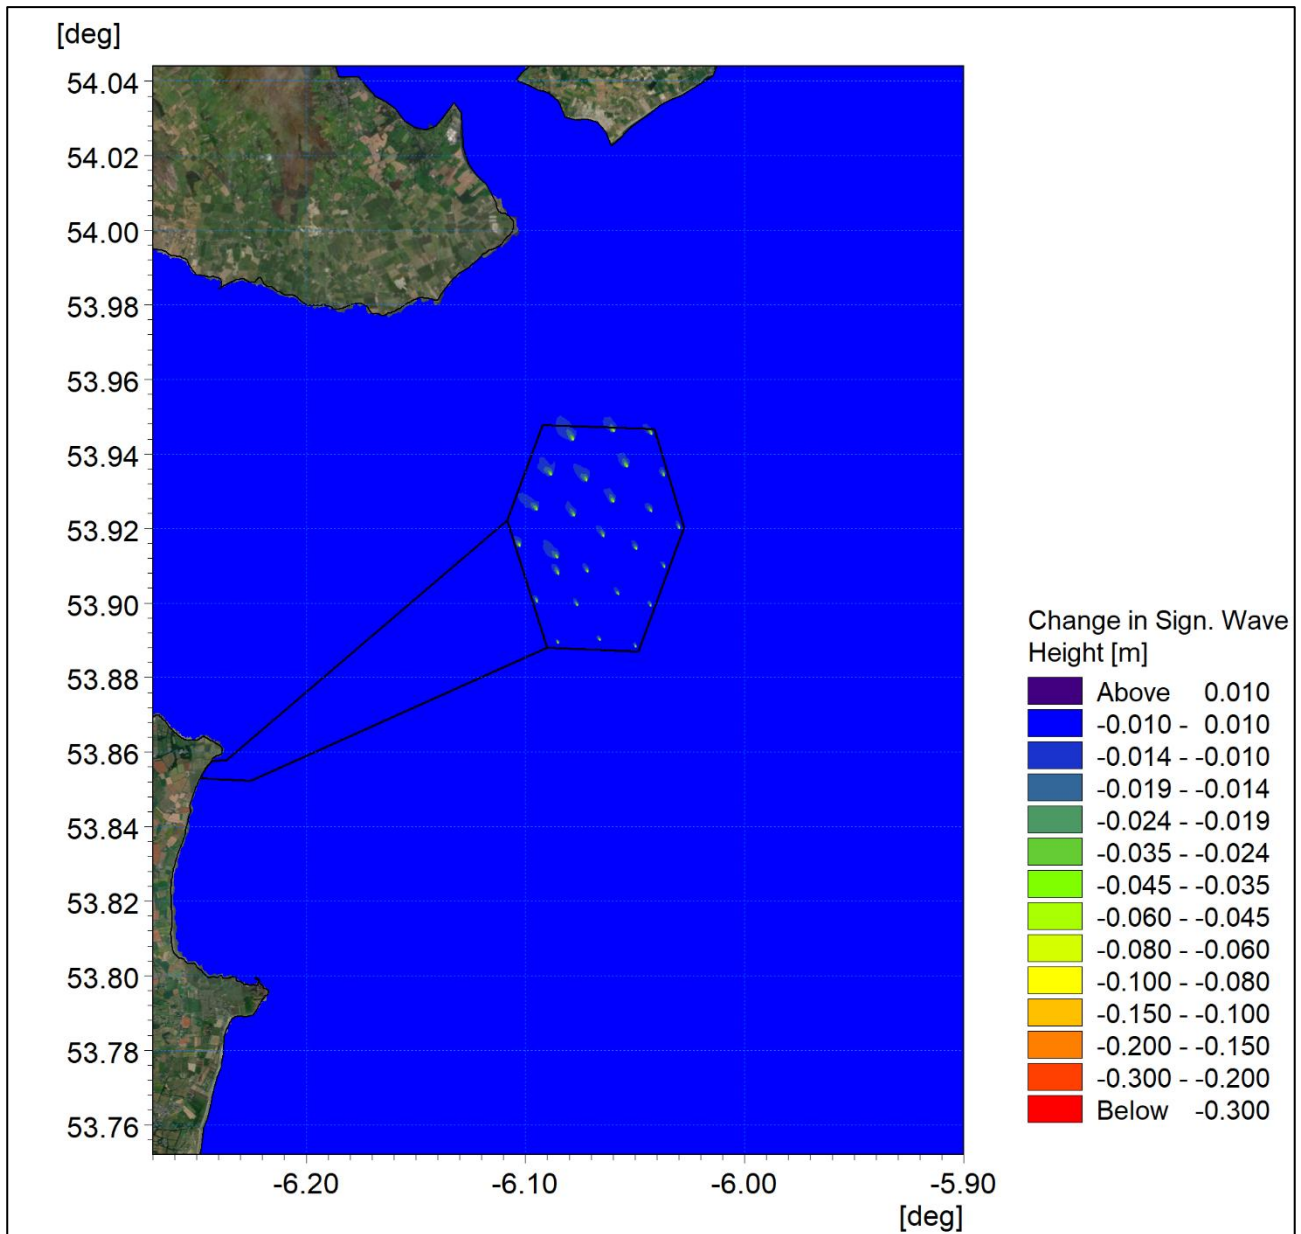 [deg]
54.04
54.02
54.00
53.98
53.96
53.94
53.92
53.90
53.88
53.86
53.84
53.82
53.80
53.78
53.76
-6.20 -6.10 -6.00 -5.90
[deg]
Change in Sign. Wave
Height [m]
Above 0.010
-0.010 - 0.010
-0.014 - -0.010
-0.019 - -0.014
-0.024 - -0.019
-0.035 - -0.024
-0.045 - -0.035
-0.060 - -0.045
-0.080 - -0.060
-0.100 - -0.080
-0.150 - -0.100
-0.200 - -0.150
-0.300 - -0.200
Below -0.300